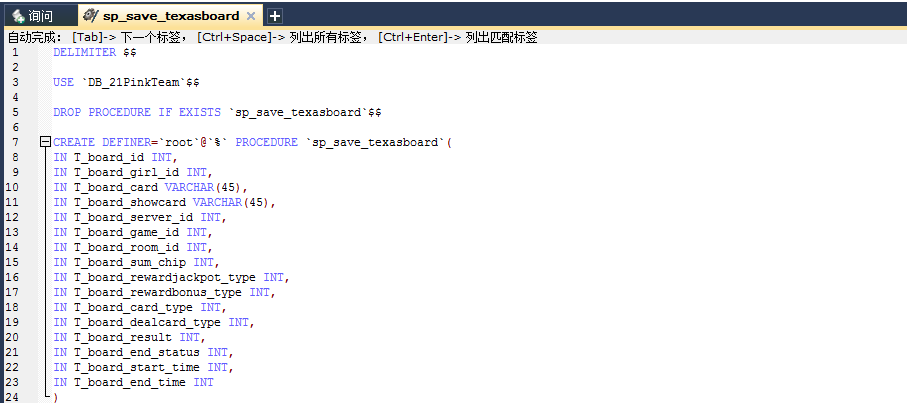 询问 sp_save_texasboard
自动完成： [Tab]-> 下一个标签， [Ctrl+Space]-> 列出所有标签， [Ctrl+Enter]-> 列出匹配标签
1 DELIMITER $$
2
3 USE `DB_21PinkTeam`$$
4
5 DROP PROCEDURE IF EXISTS `sp_save_texasboard`$$
6
7 CREATE DEFINER=`root`@`%` PROCEDURE `sp_save_texasboard`(
8 IN T_board_id INT,
9 IN T_board_girl_id INT,
10 IN T_board_card VARCHAR(45),
11 IN T_board_showcard VARCHAR(45),
12 IN T_board_server_id INT,
13 IN T_board_game_id INT,
14 IN T_board_room_id INT,
15 IN T_board_sum_chip INT,
16 IN T_board_rewardjackpot_type INT,
17 IN T_board_rewardbonus_type INT,
18 IN T_board_card_type INT,
19 IN T_board_dealcard_type INT,
20 IN T_board_result INT,
21 IN T_board_end_status INT,
22 IN T_board_start_time INT,
23 IN T_board_end_time INT
24 )